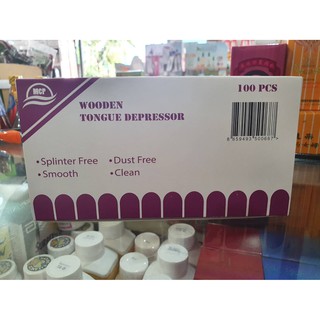 MCP
WOODEN
TONGUE DEPRESSOR
100 PCS
•Splinter Free •Dust Free
•Smooth •Clean